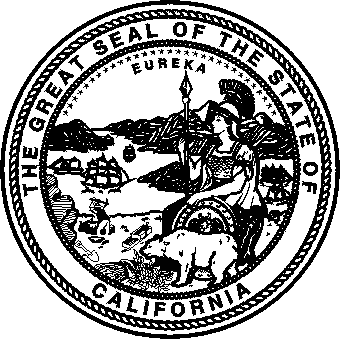 THE GREAT SEAL OF THE STATE OF
EUREKA
CALIFORNIA